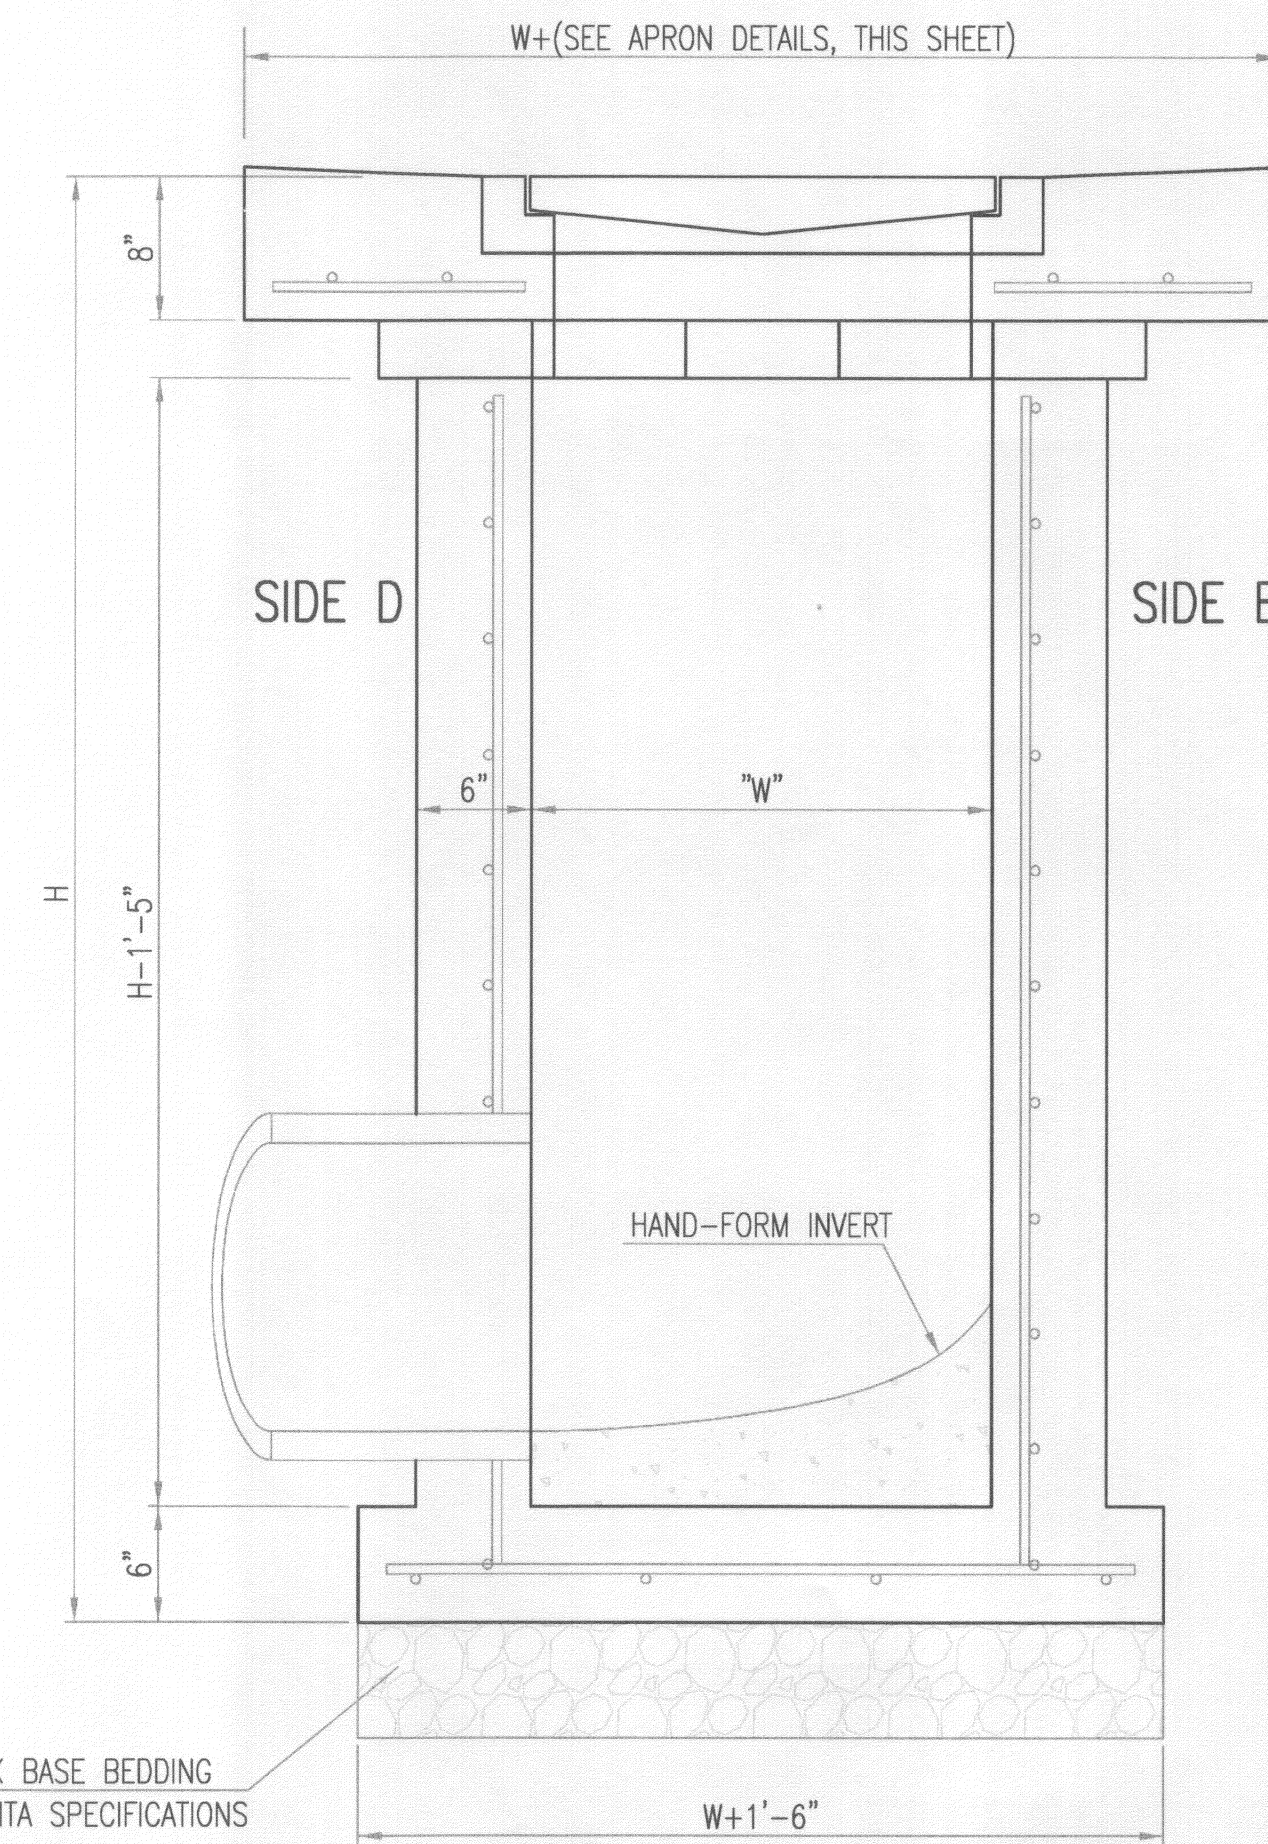 W+(SEE APRON DETAILS, THIS SHEET)
8"
SIDE D
SIDE
6"
"W"
H
H-1'-5"
HAND-FORM INVERT
6"
BASE BEDDING
SPECIFICATIONS
W+1'-6"